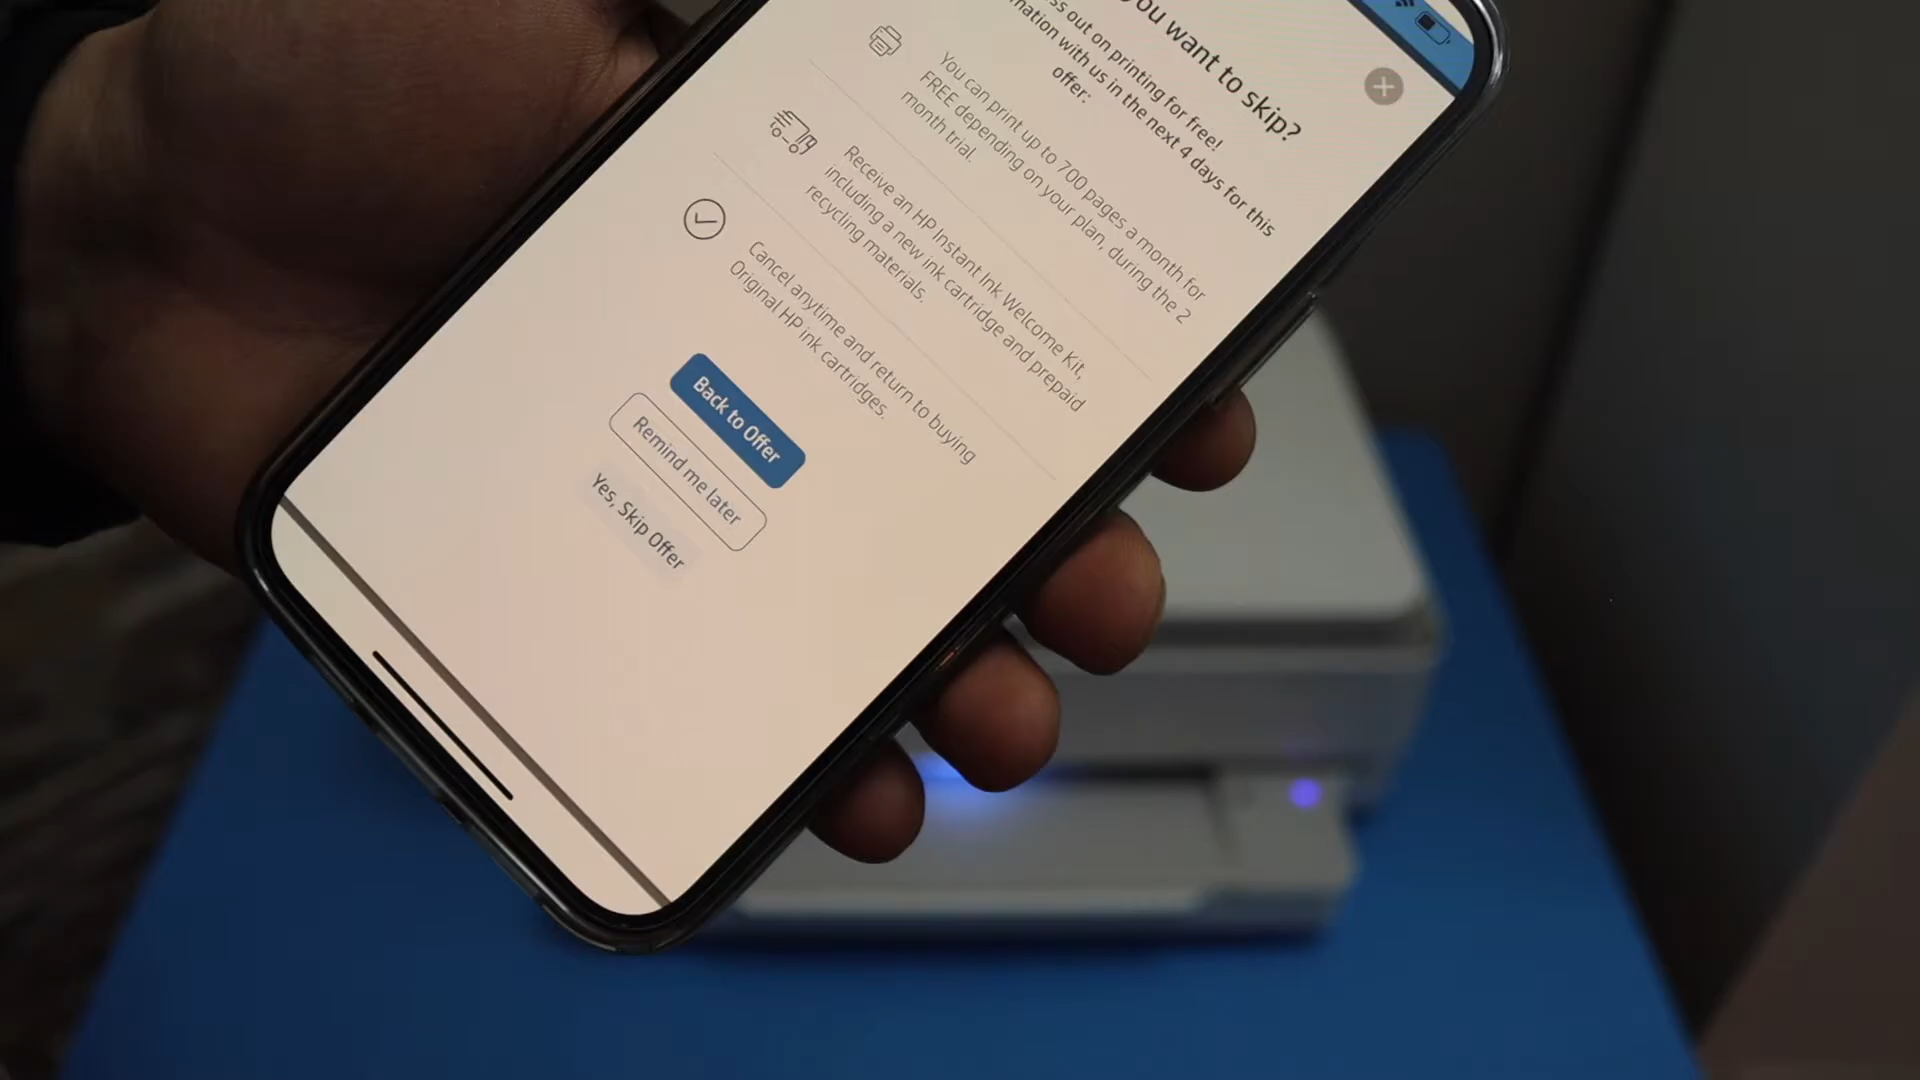 you want to skip?
out on printing for free!
with us in the next 4 days for this
offer:
You can print up to 700 pages a month for
FREE depending on your plan, during the 2
month trial.
Receive an HP Instant Ink Welcome Kit,
including a new ink cartridge and prepaid
recycling materials.
Cancel anytime and return to buying
Original HP ink cartridges.
Back to Offer
Remind me later
Yes, Skip Offer